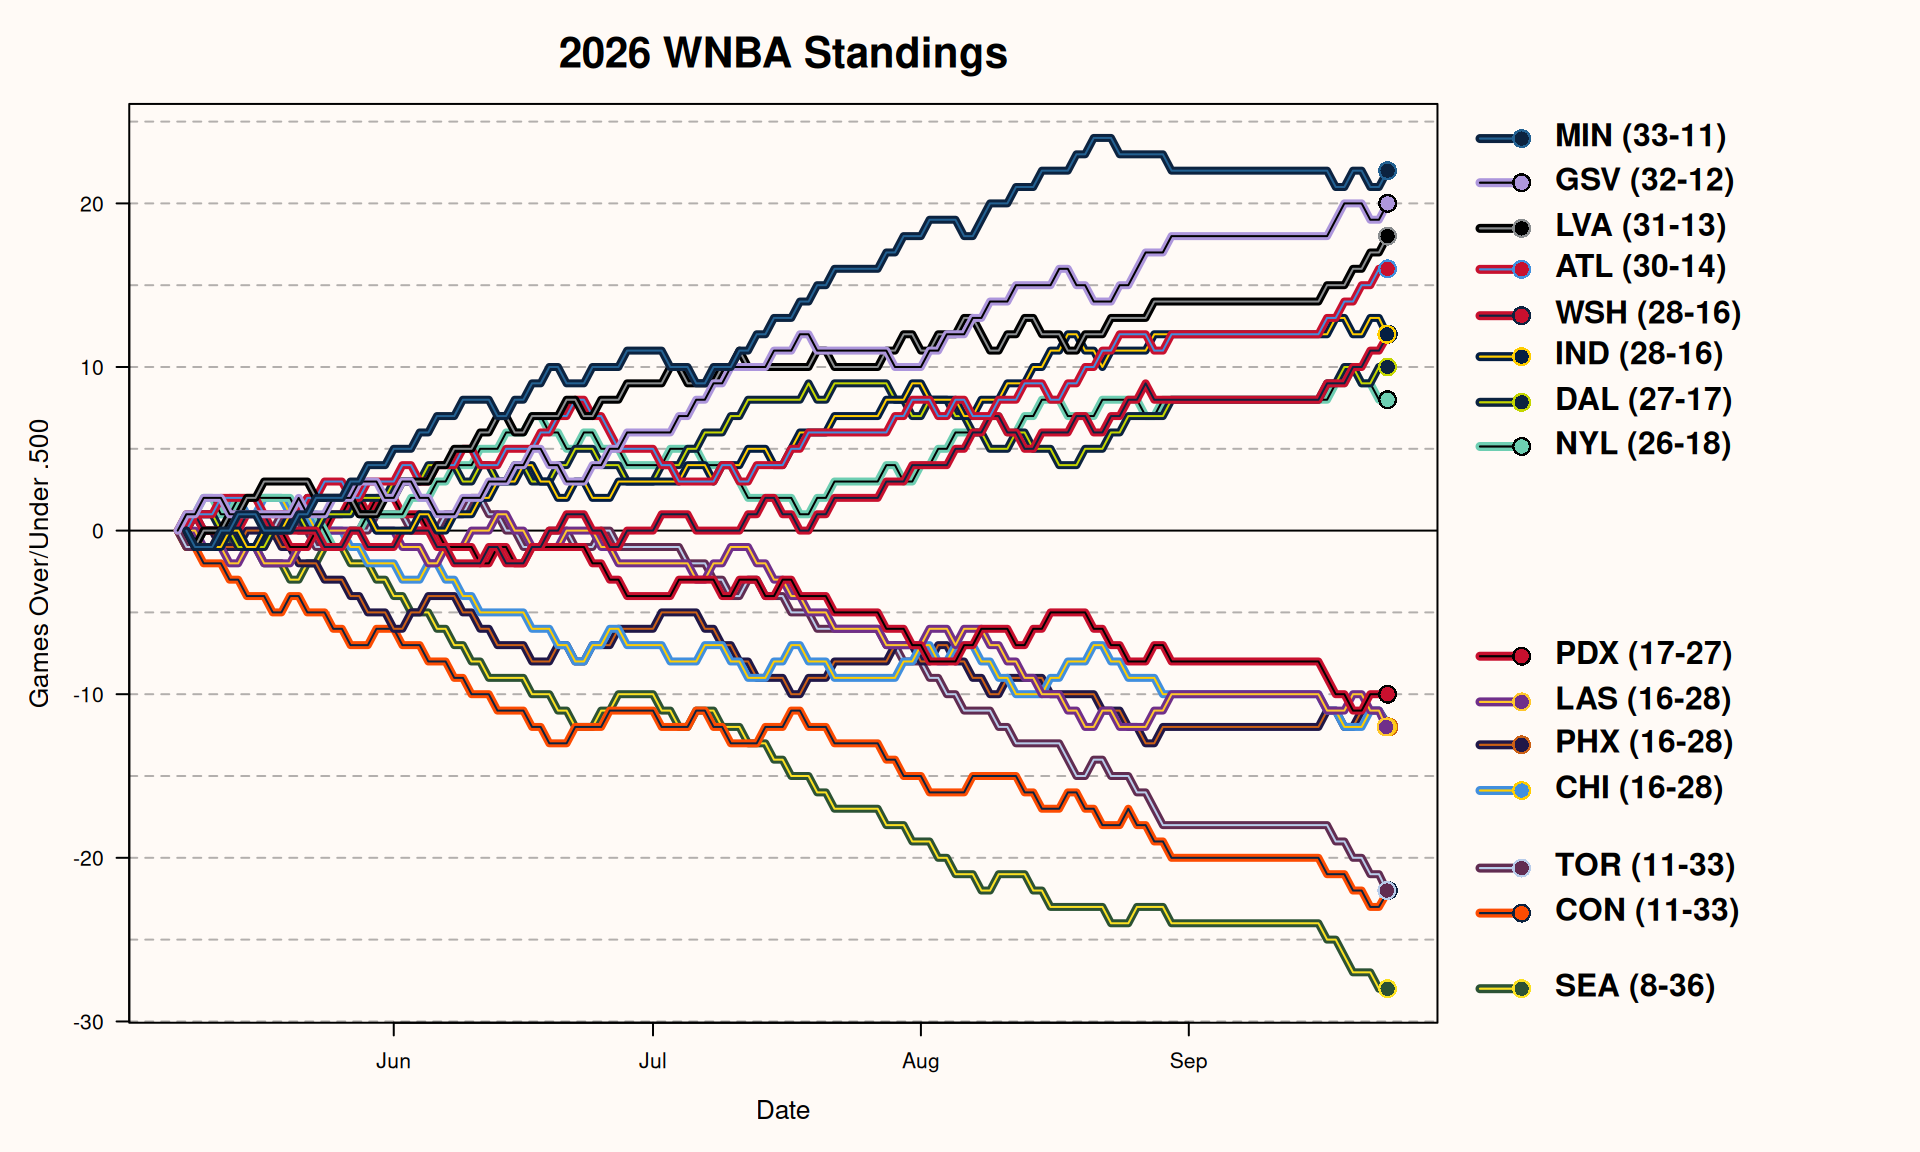 2026 WNBA Standings
Games Over/Under .500
20
10
0
-10
-20
-30
Jun
Jul
Aug
Sep
Date
MIN (33-11)
GSV (32-12)
LVA (31-13)
ATL (30-14)
WSH (28-16)
IND (28-16)
DAL (27-17)
NYL (26-18)
PDX (17-27)
LAS (16-28)
PHX (16-28)
CHI (16-28)
TOR (11-33)
CON (11-33)
SEA (8-36)